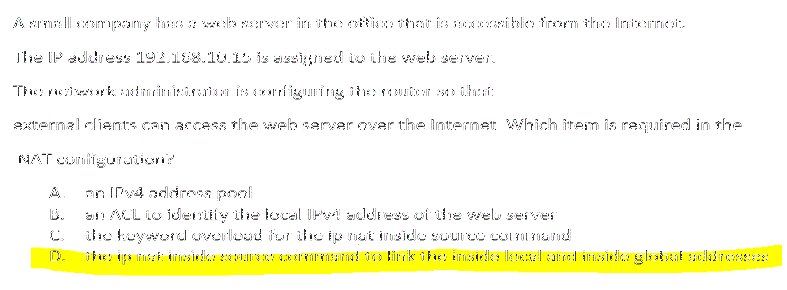 A small company has a web server in the office that is accessible from the Internet.
The IP address 192.168.10.15 is assigned to the web server.
The network administrator is configuring the router so that
external clients can access the web server over the Internet. Which item is required in the
NAT configuration?
A. an IPv4 address pool
B. an ACL to identify the local IPv4 address of the web server
C. the keyword overload for the ip nat inside source command
D. the ip nat inside source command to link the inside local and inside global addresses